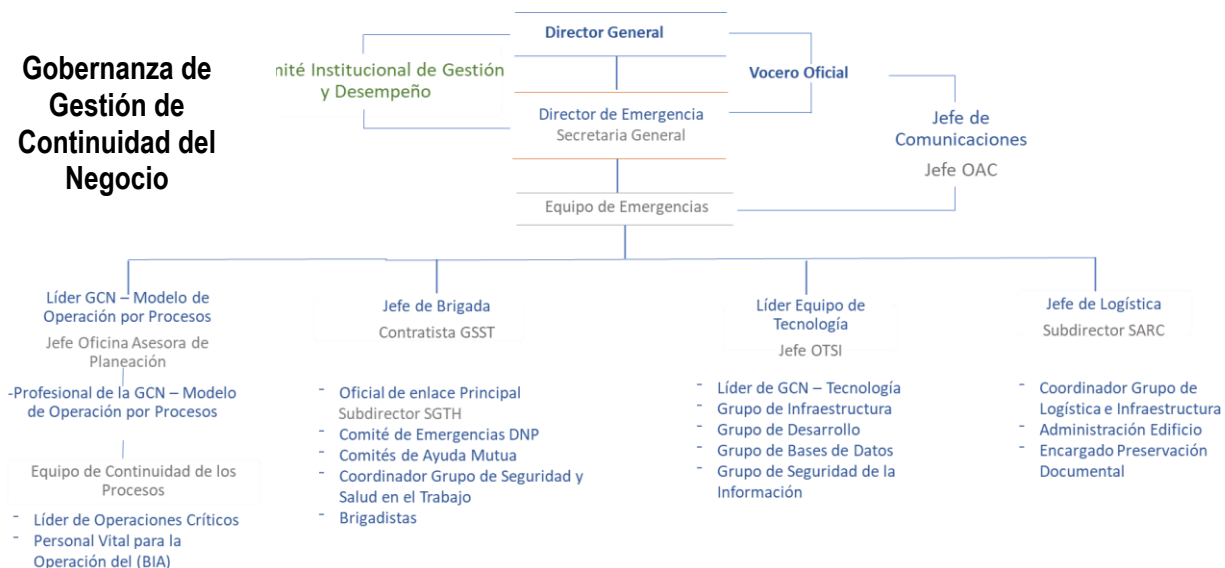 Gobernanza de
Gestión de
Continuidad del
Negocio
Director General
mité Institucional de Gestión
y Desempeño
Vocero Oficial
Director de Emergencia
Secretaria General
Jefe de
Comunicaciones
Jefe OAC
Equipo de Emergencias
Líder GCN – Modelo de
Operación por Procesos
Jefe Oficina Asesora de
Planeación
-Profesional de la GCN – Modelo
de Operación por Procesos
Equipo de Continuidad de los
Procesos
- Líder de Operaciones Críticos
- Personal Vital para la
Operación del (BIA)
Jefe de Brigada
Contratista GSST
- Oficial de enlace Principal
Subdirector SGTH
- Comité de Emergencias DNP
- Comités de Ayuda Mutua
- Coordinador Grupo de Seguridad y
Salud en el Trabajo
- Brigadistas
Líder Equipo de
Tecnología
Jefe OTSI
- Líder de GCN – Tecnología
- Grupo de Infraestructura
- Grupo de Desarrollo
- Grupo de Bases de Datos
- Grupo de Seguridad de la
Información
Jefe de Logística
Subdirector SARC
- Coordinador Grupo de
Logística e Infraestructura
- Administración Edificio
- Encargado Preservación
Documental